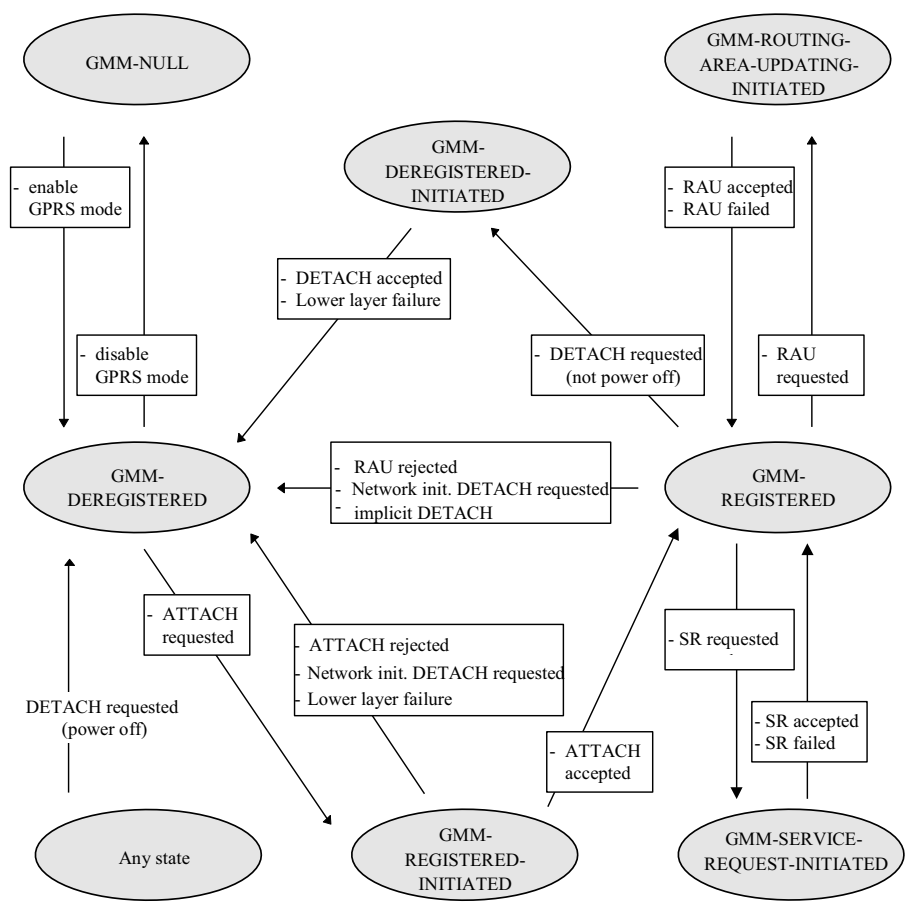 GMM-NULL
GMM-ROUTING-
AREA-UPDATING-
INITIATED
GMM-
DEREGISTERED-
INITIATED
- enable
GPRS mode
- RAU accepted
- RAU failed
- DETACH accepted
- Lower layer failure
- disable
GPRS mode
- DETACH requested
(not power off)
- RAU
requested
GMM-
DEREGISTERED
- RAU rejected
- Network init. DETACH requested
- implicit DETACH
GMM-
REGISTERED
- ATTACH
requested
- ATTACH rejected
- Network init. DETACH requested
- Lower layer failure
- SR requested
-
DETACH requested
(power off)
- ATTACH
accepted
- SR accepted
- SR failed
Any state
GMM-
REGISTERED-
INITIATED
GMM-SERVICE-
REQUEST-INITIATED